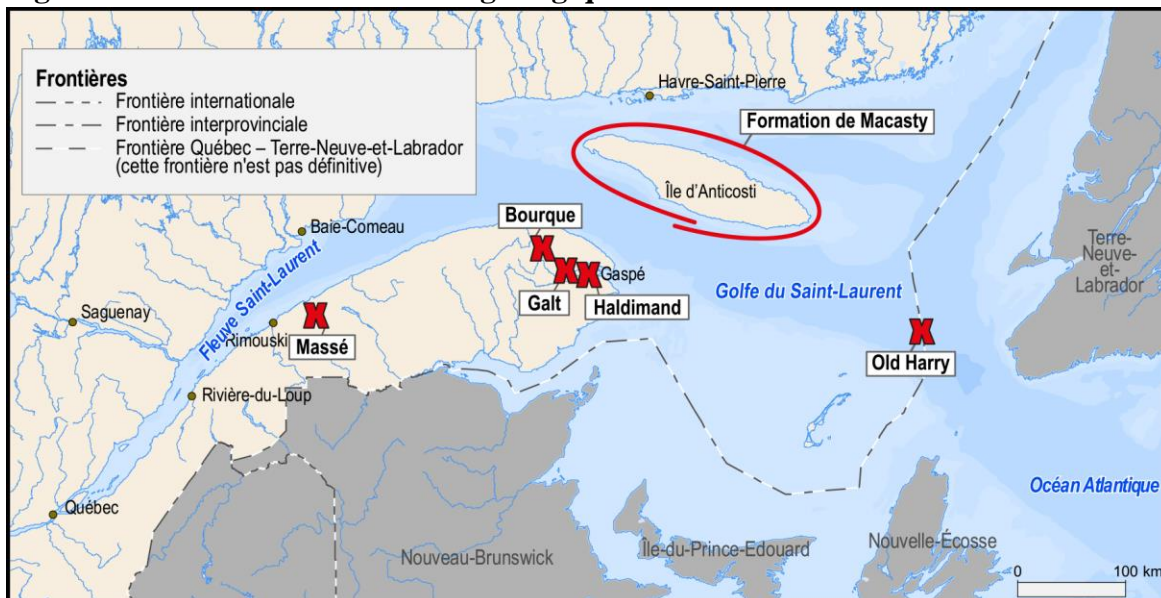 Frontières
Frontière internationale
Frontière interprovinciale
Frontière Québec – Terre-Neuve-et-Labrador
(cette frontière n'est pas définitive)
Havre-Saint-Pierre
Formation de Macasty
Île d'Anticosti
Baie-Comeau
Bourque
Fleuve Saint-Laurent
Gaspé
Terre-
Neuve-
et-
Labrador
Golfe du Saint-Laurent
Saguenay
Galt
Haldimand
Rimouski
Massé
Old Harry
Rivière-du-Loup
Océan Atlantique
Québec
Nouveau-Brunswick
Île-du-Prince-Edouard
Nouvelle-Écosse
0 100 km